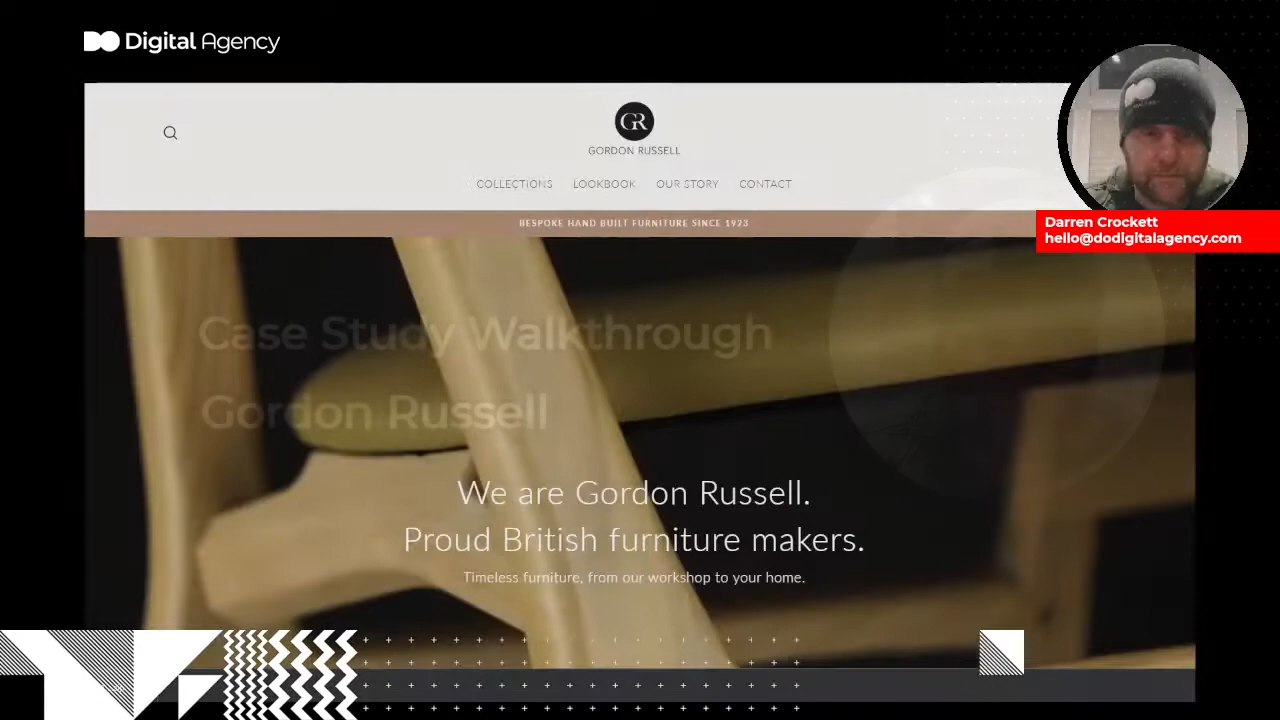 DO Digital Agency
GR
GORDON RUSSELL
COLLECTIONS LOOKBOOK OUR STORY CONTACT
BESPOKE HAND BUILT FURNITURE SINCE 1923
Darren Crockett
hello@dodigitalagency.com
Case Study Walkthrough
Gordon Russell
We are Gordon Russell.
Proud British furniture makers.
Timeless furniture, from our workshop to your home.